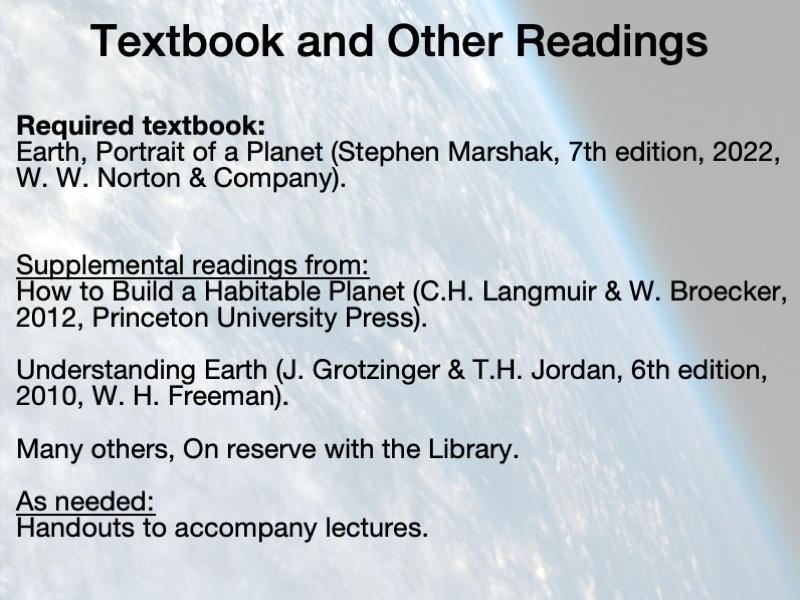 Textbook and Other Readings
Required textbook:
Earth, Portrait of a Planet (Stephen Marshak, 7th edition, 2022,
W. W. Norton & Company).
Supplemental readings from:
How to Build a Habitable Planet (C.H. Langmuir & W. Broecker,
2012, Princeton University Press).
Understanding Earth (J. Grotzinger & T.H. Jordan, 6th edition,
2010, W. H. Freeman).
Many others, On reserve with the Library.
As needed:
Handouts to accompany lectures.